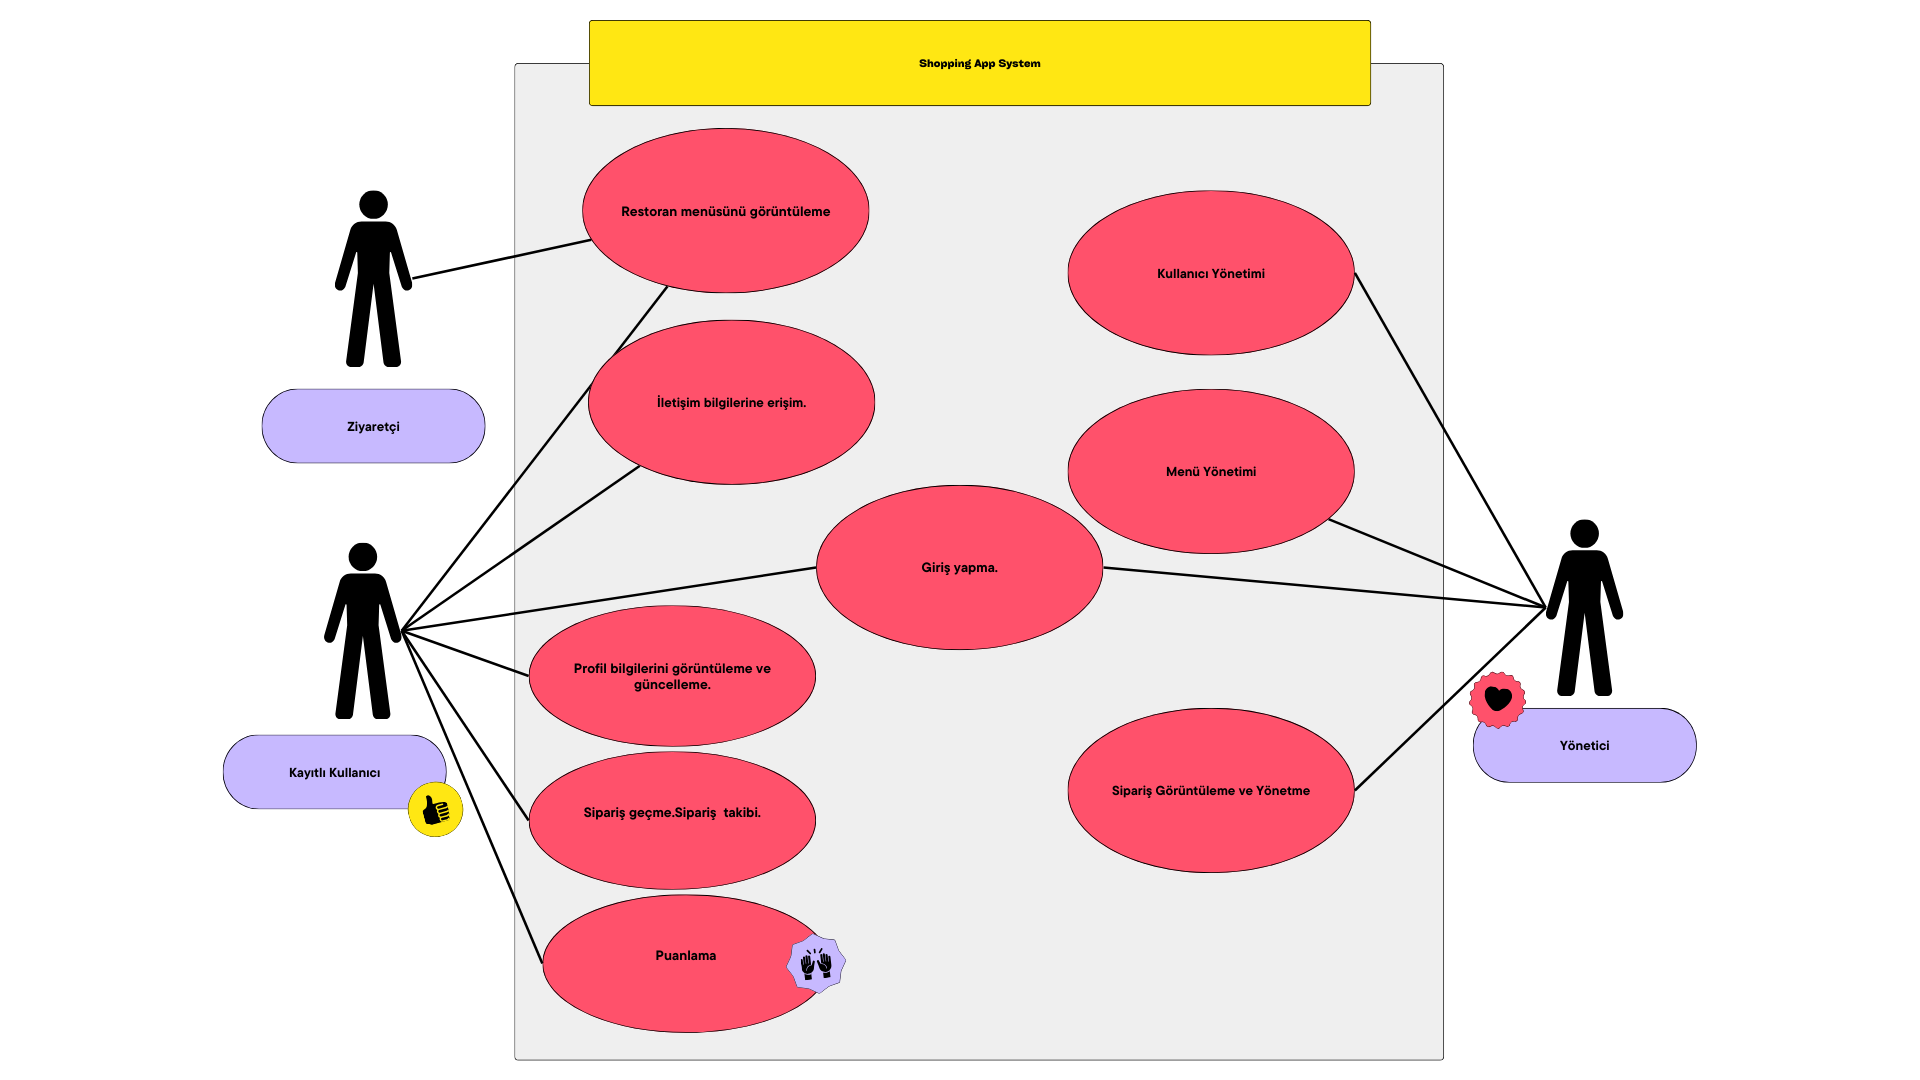 Shopping App System
Restoran menüsünü görüntüleme
Kullanıcı Yönetimi
İletişim bilgilerine erişim.
Ziyaretçi
Menü Yönetimi
Giriş yapma.
Profil bilgilerini görüntüleme ve
güncelleme.
Yönetici
Kayıtlı Kullanıcı
Sipariş geçme.Sipariş  takibi.
Sipariş Görüntüleme ve Yönetme
Puanlama